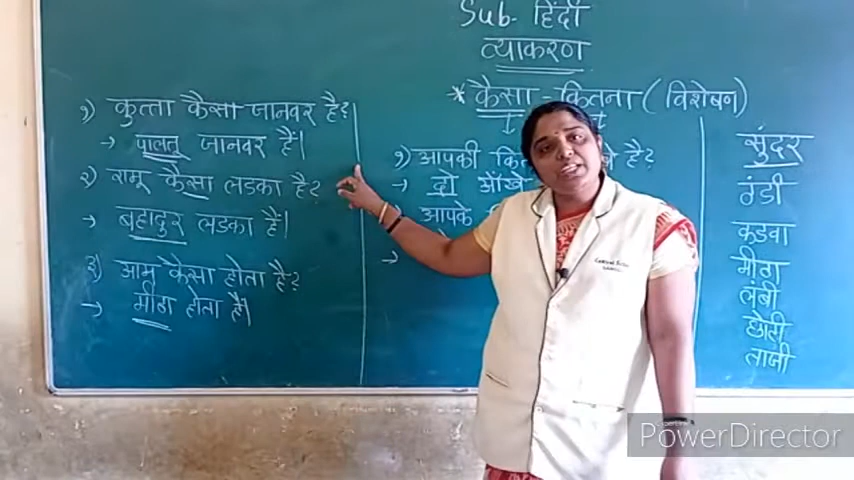 Sub- हिंदी
व्याकरण
* कैसा - कितना ( विशेषण)
१) कुत्ता कैसा जानवर है?
→ पालतू जानवर हैं।
२) रामू कैसा लडका है?
→ बहादुर लडका हैं।
३) आम कैसा होता है?
→ मीठा होता हैं।
१) आपकी है?
→ दो आँखे
→ आपके
→
सुंदर
ठंडी
कडवा
मीठा
लंबी
छोटी
ताजी
PowerDirector